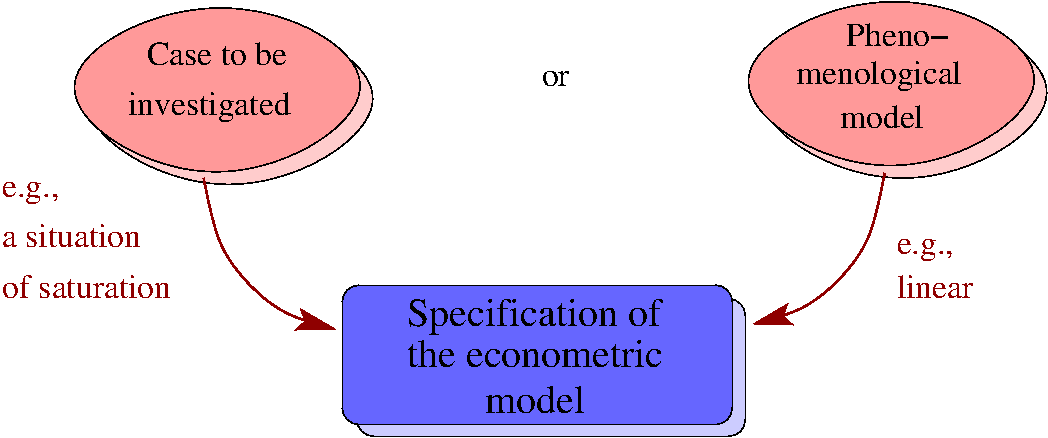 Case to be
investigated
or
Pheno−
menological
model
e.g.,
a situation
of saturation
e.g.,
linear
Specification of
the econometric
model